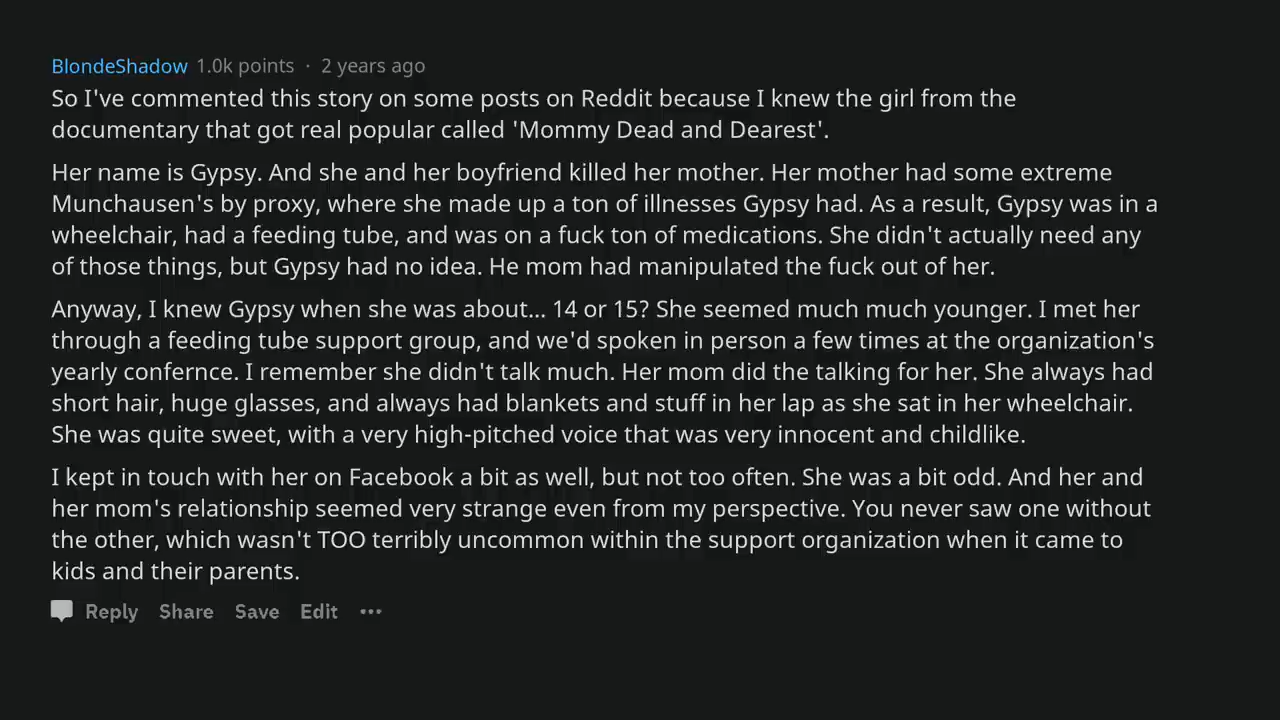 BlondeShadow 1.0k points · 2 years ago
So I've commented this story on some posts on Reddit because I knew the girl from the
documentary that got real popular called 'Mommy Dead and Dearest'.
Her name is Gypsy. And she and her boyfriend killed her mother. Her mother had some extreme
Munchausen's by proxy, where she made up a ton of illnesses Gypsy had. As a result, Gypsy was in a
wheelchair, had a feeding tube, and was on a fuck ton of medications. She didn't actually need any
of those things, but Gypsy had no idea. He mom had manipulated the fuck out of her.
Anyway, I knew Gypsy when she was about... 14 or 15? She seemed much much younger. I met her
through a feeding tube support group, and we'd spoken in person a few times at the organization's
yearly confernce. I remember she didn't talk much. Her mom did the talking for her. She always had
short hair, huge glasses, and always had blankets and stuff in her lap as she sat in her wheelchair.
She was quite sweet, with a very high-pitched voice that was very innocent and childlike.
I kept in touch with her on Facebook a bit as well, but not too often. She was a bit odd. And her and
her mom's relationship seemed very strange even from my perspective. You never saw one without
the other, which wasn't TOO terribly uncommon within the support organization when it came to
kids and their parents.
Reply Share Save Edit •••